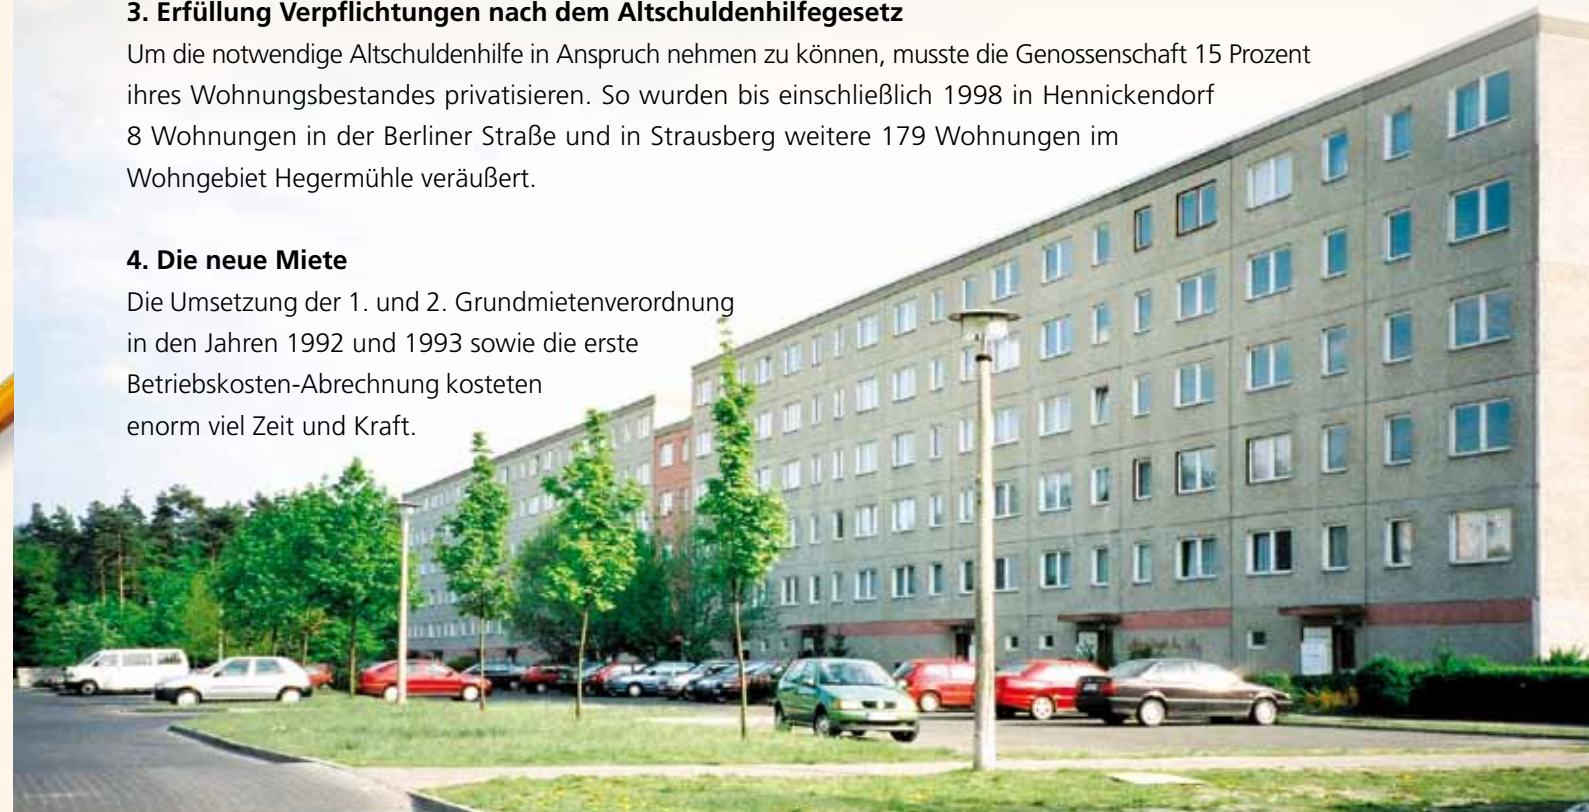 3. Erfüllung Verpflichtungen nach dem Altschuldenhilfegesetz
Um die notwendige Altschuldenhilfe in Anspruch nehmen zu können, musste die Genossenschaft 15 Prozent
ihres Wohnungsbestandes privatisieren. So wurden bis einschließlich 1998 in Hennickendorf
8 Wohnungen in der Berliner Straße und in Strausberg weitere 179 Wohnungen im
Wohngebiet Hegermühle veräußert.
4. Die neue Miete
Die Umsetzung der 1. und 2. Grundmietenverordnung
in den Jahren 1992 und 1993 sowie die erste
Betriebskosten-Abrechnung kosteten
enorm viel Zeit und Kraft.